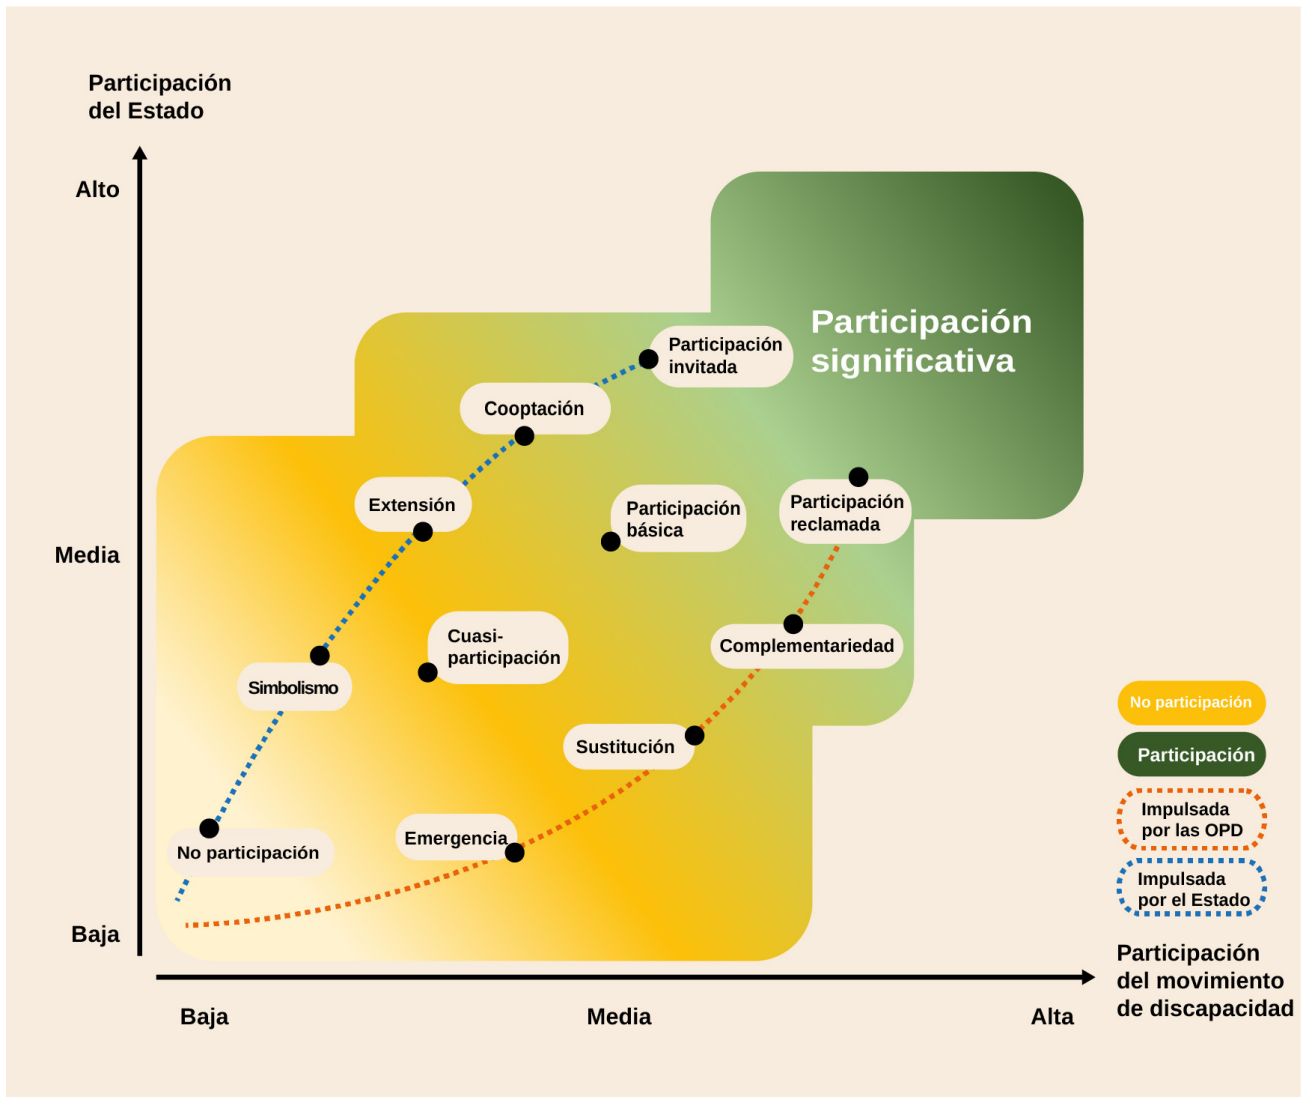 Participación
del Estado
Alto
Participación
significativa
Participación
invitada
Cooptación
Extensión
Participación
básica
Participación
reclamada
Media
Cuasi-
participación
Complementariedad
Simbolismo
Sustitución
Emergencia
No participación
Baja
No participación
Participación
Impulsada
por las OPD
Impulsada
por el Estado
Participación
del movimiento
de discapacidad
Baja
Media
Alta